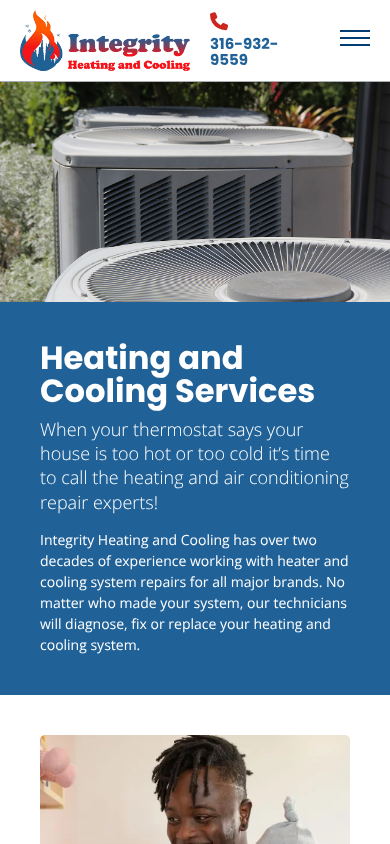 Integrity
Heating and Cooling
316-932-
9559
Heating and
Cooling Services
When your thermostat says your
house is too hot or too cold it’s time
to call the heating and air conditioning
repair experts!
Integrity Heating and Cooling has over two
decades of experience working with heater and
cooling system repairs for all major brands. No
matter who made your system, our technicians
will diagnose, fix or replace your heating and
cooling system.